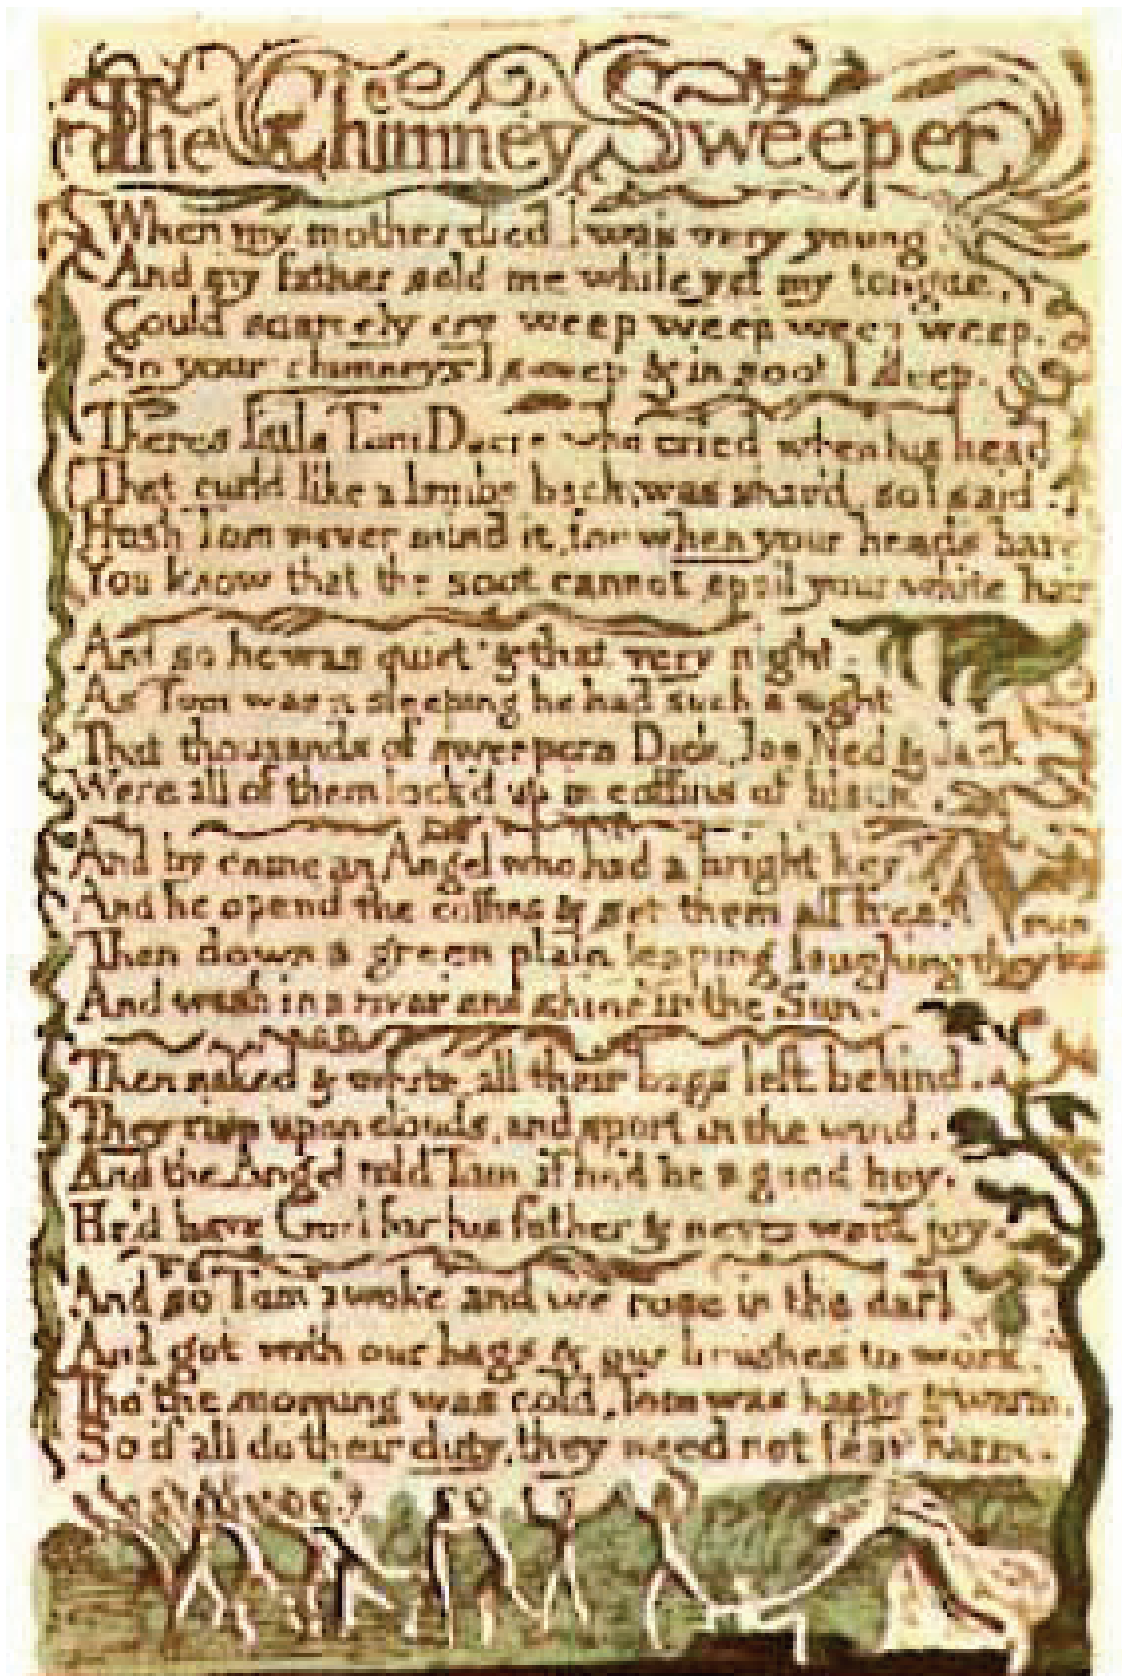 The Chimney Sweeper
When my mother died I was very young
And my father sold me while yet my tongue,
Could scarcely cry weep weep weep weep.
So your chimneys I sweep & in soot I sleep.
Theres little Tom Dacre who cried when his head
That curl'd like a lambs back, was shav'd, so I said.
Hush Tom never mind it, for when your head's bare
You know that the soot cannot spoil your white hair
And so he was quiet. & that very night.
As Tom was a sleeping he had such a sight
That thousands of sweepers Dick, Joe, Ned & Jack
Were all of them lock'd up in coffins of black.
And by came an Angel who had a bright key
And he open'd the coffins & set them all free.
Then down a green plain leaping laughing they run
And wash in a river and shine in the Sun.
Then naked & white, all their bags left behind.
They rise upon clouds, and sport in the wind.
And the Angel told Tom, if he'd be a good boy.
He'd have God for his father & never want joy.
And so Tom awoke and we rose in the dark
And got with our bags & our brushes to work.
Tho' the morning was cold, Tom was happy & warm.
So if all do their duty, they need not fear harm.